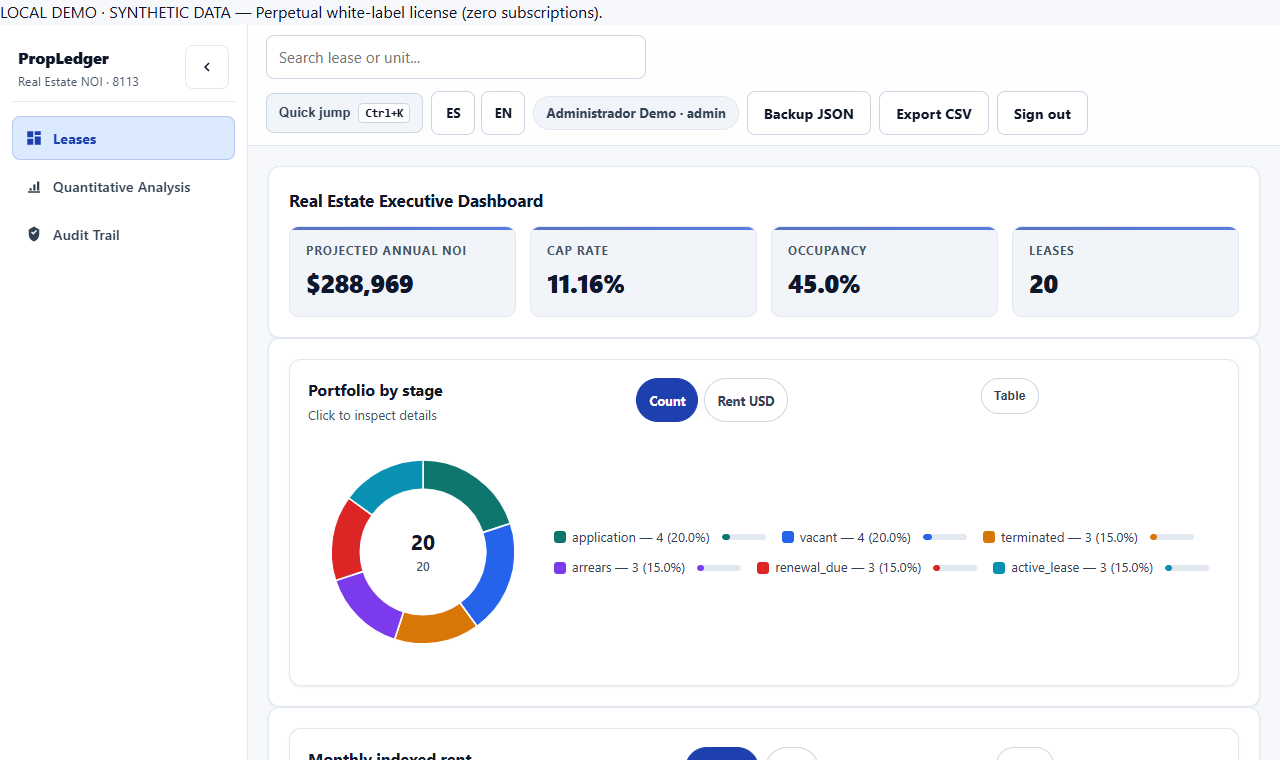 LOCAL DEMO · SYNTHETIC DATA — Perpetual white-label license (zero subscriptions).
PropLedger
Real Estate NOI · 8113
Leases
Quantitative Analysis
Audit Trail
Search lease or unit...
Quick jump Ctrl+K
ES
EN
Administrador Demo · admin
Backup JSON
Export CSV
Sign out
Real Estate Executive Dashboard
PROJECTED ANNUAL NOI
$288,969
CAP RATE
11.16%
OCCUPANCY
45.0%
LEASES
20
Portfolio by stage
Click to inspect details
Count
Rent USD
Table
20
20
application — 4 (20.0%)
vacant — 4 (20.0%)
terminated — 3 (15.0%)
arrears — 3 (15.0%)
renewal_due — 3 (15.0%)
active_lease — 3 (15.0%)
Monthly indexed rent